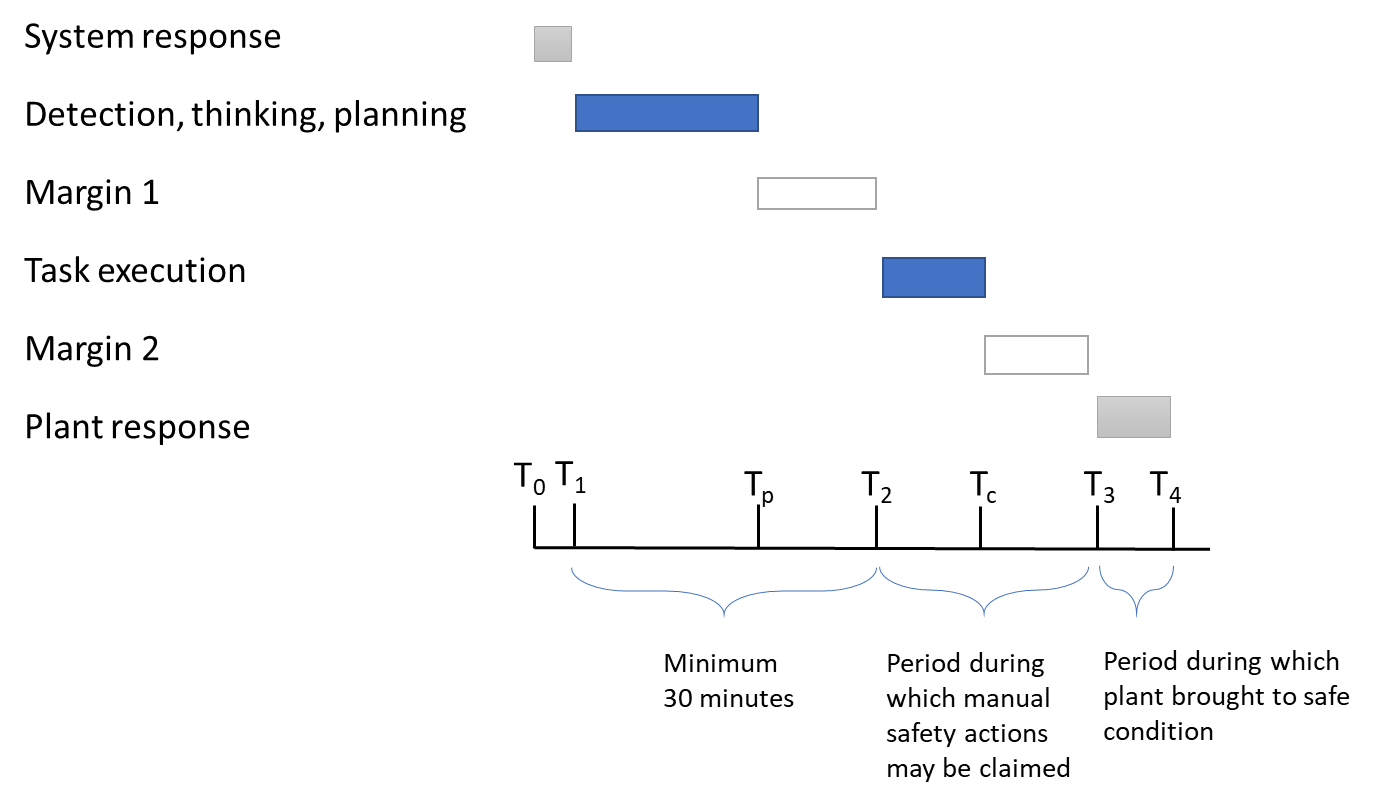 System response
Detection, thinking, planning
Margin 1
Task execution
Margin 2
Plant response
T0 T1 Tp T2 Tc T3 T4
Minimum
30 minutes
Period during
which manual
safety actions
may be claimed
Period during which
plant brought to safe
condition